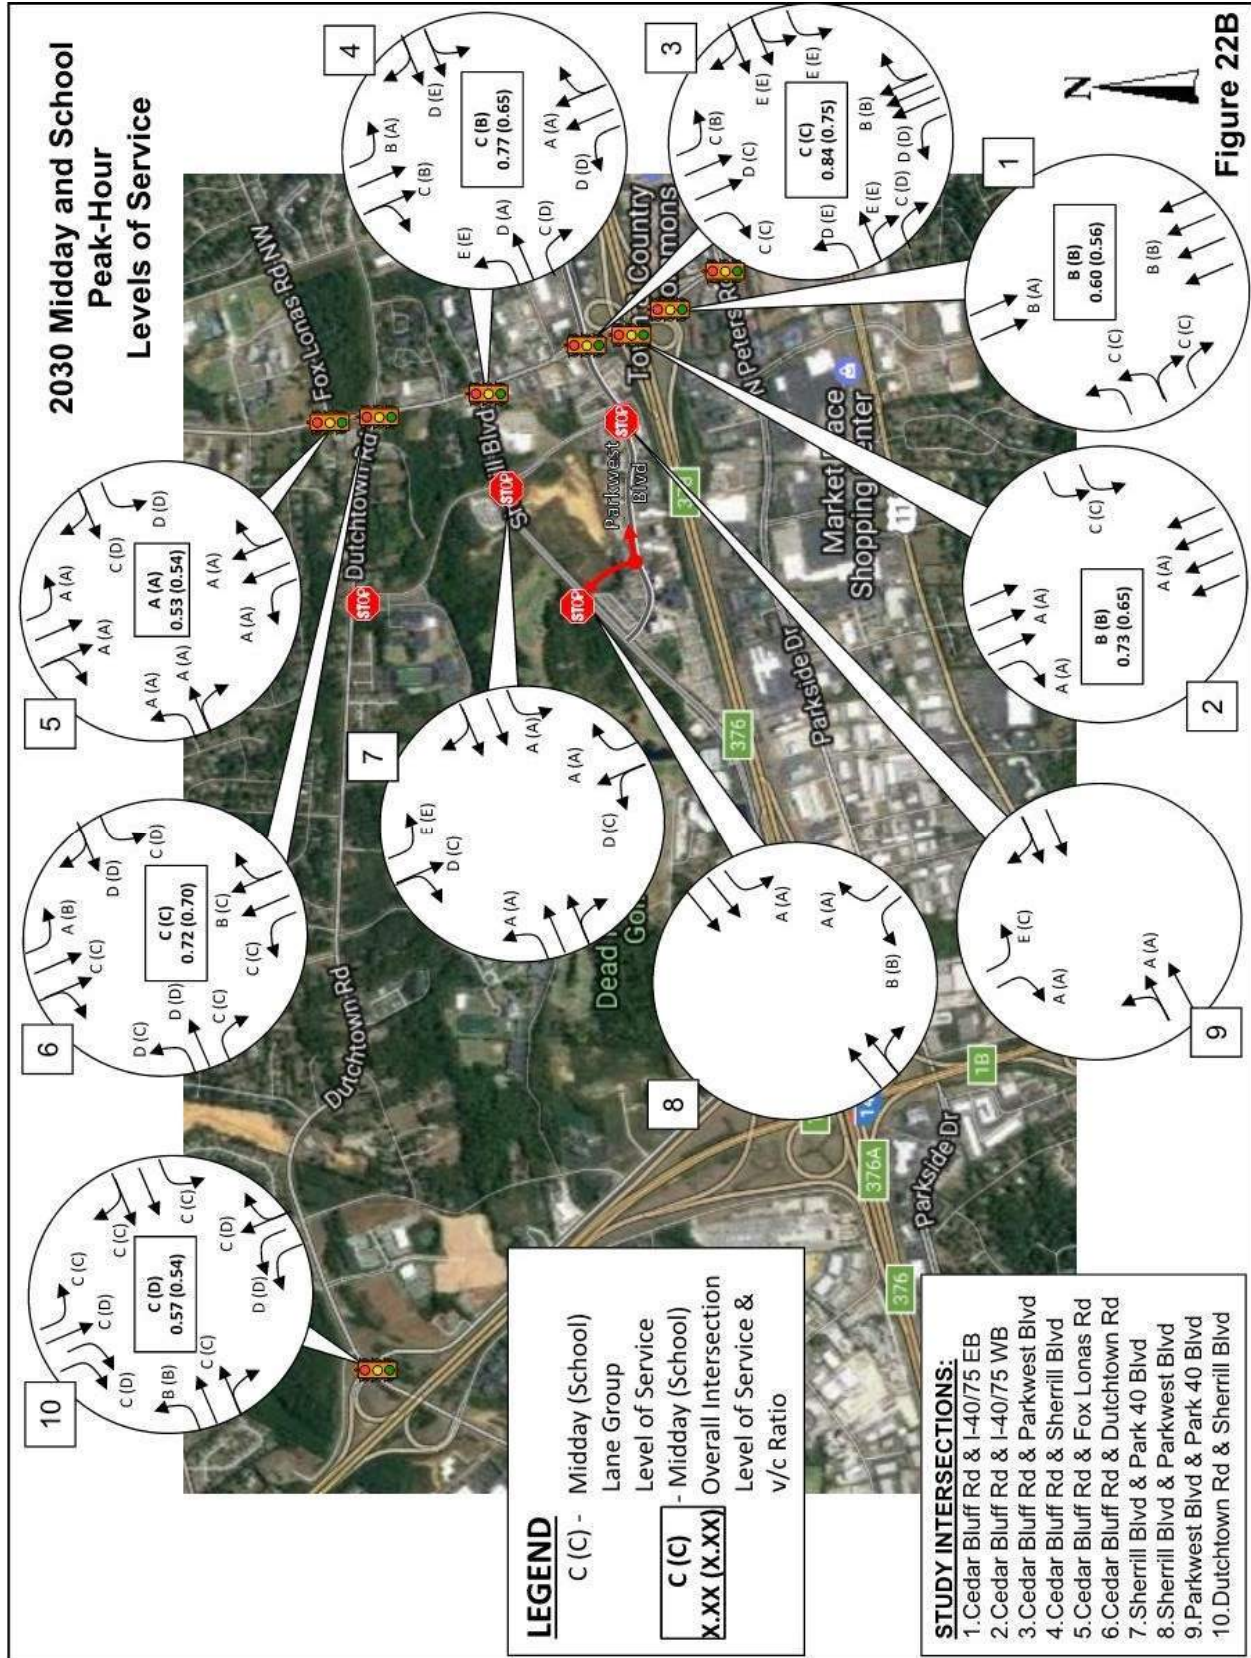 2030 Midday and School
Peak-Hour
Levels of Service
10
C (D)
0.57 (0.54)
C (D)
C (D)
C (C)
C (C)
C (C)
B (B)
C (C)
D (D)
C (D)
6
C (C)
0.72 (0.70)
C (C)
A (B)
D (D)
C (D)
D (C)
D (D)
C (C)
C (C)
B (C)
5
A (A)
0.53 (0.54)
A (A)
A (A)
C (D)
D (D)
A (A)
A (A)
A (A)
A (A)
4
C (B)
0.77 (0.65)
C (B)
B (A)
D (E)
E (E)
D (A)
C (D)
D (D)
A (A)
7
D (C)
E (E)
A (A)
A (A)
D (C)
A (A)
3
C (C)
0.84 (0.75)
C (C)
D (C)
C (B)
E (E)
E (E)
D (E)
E (E)
C (D)
D (D)
B (B)
8
A (A)
B (B)
A (A)
9
A (A)
E (C)
A (A)
2
B (B)
0.73 (0.65)
A (A)
A (A)
C (C)
A (A)
1
B (B)
0.60 (0.56)
B (A)
C (C)
C (C)
B (B)
Fox Lonas Rd NW
Dutchtown Rd
Dutchtown Rd
ill Blvd
STOP
STOP
STOP
STOP
Parkwest
Blvd
Dead
Gol
N Peters R
Market Place
Shopping Center
11
Parkside Dr
Parkside Dr
376
376
376A
1B
N
LEGEND
C (C) - Midday (School)
Lane Group
Level of Service
C (C)
X.XX (X.XX)
- Midday (School)
Overall Intersection
Level of Service &
v/c Ratio
STUDY INTERSECTIONS:
1.Cedar Bluff Rd & I-40/75 EB
2.Cedar Bluff Rd & I-40/75 WB
3.Cedar Bluff Rd & Parkwest Blvd
4.Cedar Bluff Rd & Sherrill Blvd
5.Cedar Bluff Rd & Fox Lonas Rd
6.Cedar Bluff Rd & Dutchtown Rd
7.Sherrill Blvd & Park 40 Blvd
8.Sherrill Blvd & Parkwest Blvd
9.Parkwest Blvd & Park 40 Blvd
10.Dutchtown Rd & Sherrill Blvd
Figure 22B